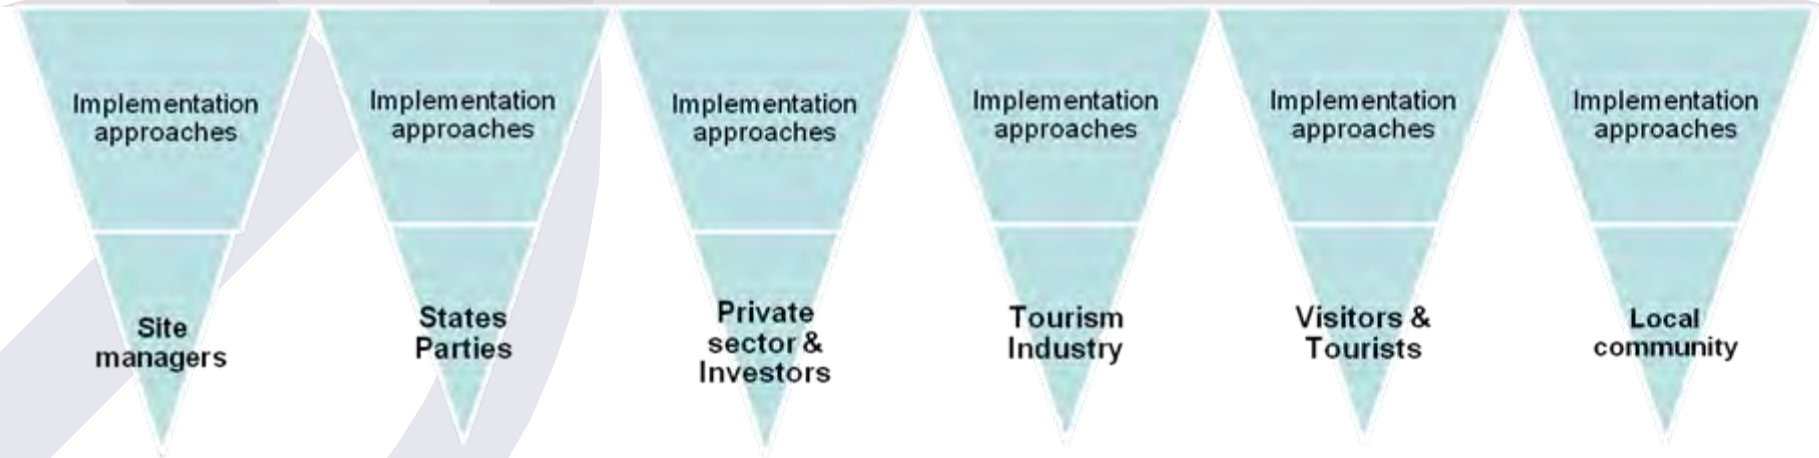 Implementation
approaches
Implementation
approaches
Implementation
approaches
Implementation
approaches
Implementation
approaches
Implementation
approaches
Site
managers
States
Parties
Private
sector &
Investors
Tourism
Industry
Visitors &
Tourists
Local
community